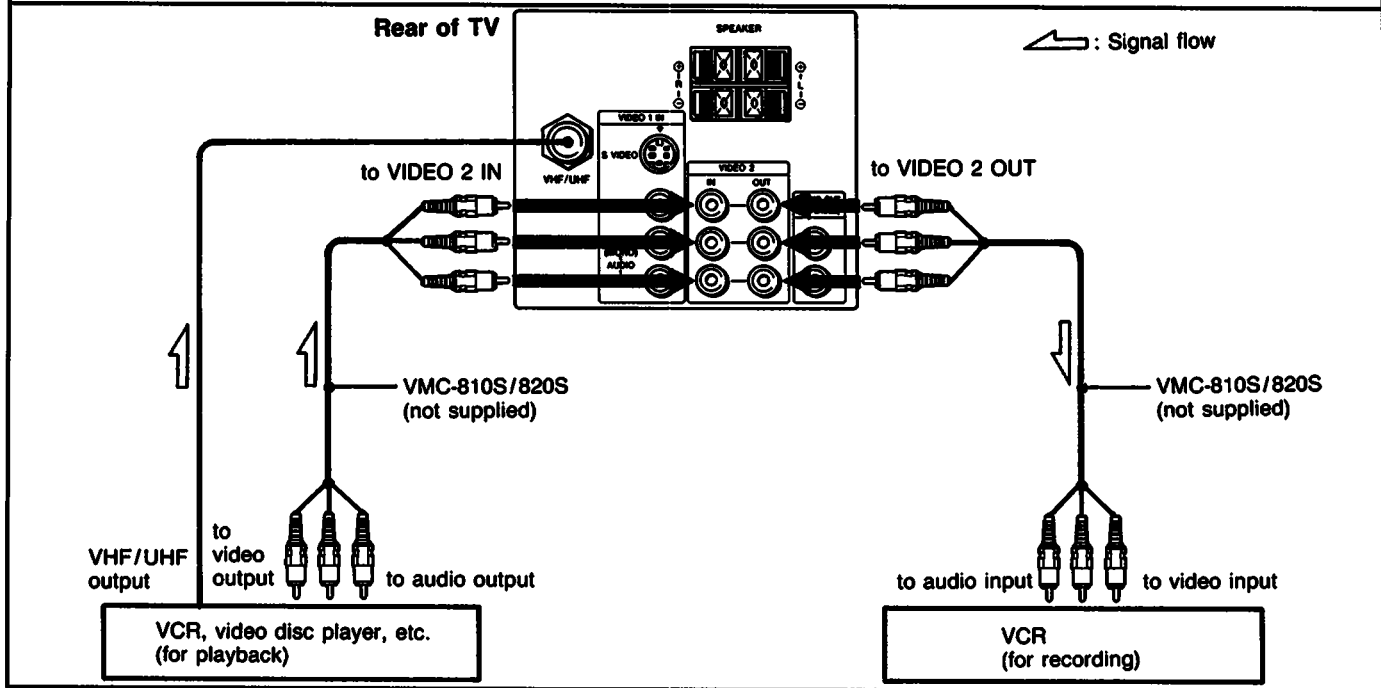 Rear of TV
SPEAKER
: Signal flow
R
L
VIDEO 1 IN
S VIDEO
VHF/UHF
to VIDEO 2 IN
VIDEO 2
IN
OUT
to VIDEO 2 OUT
(MONO)
AUDIO
VMC-810S/820S
(not supplied)
VMC-810S/820S
(not supplied)
VHF/UHF
output
to
video
output
to audio output
to audio input
to video input
VCR, video disc player, etc.
(for playback)
VCR
(for recording)